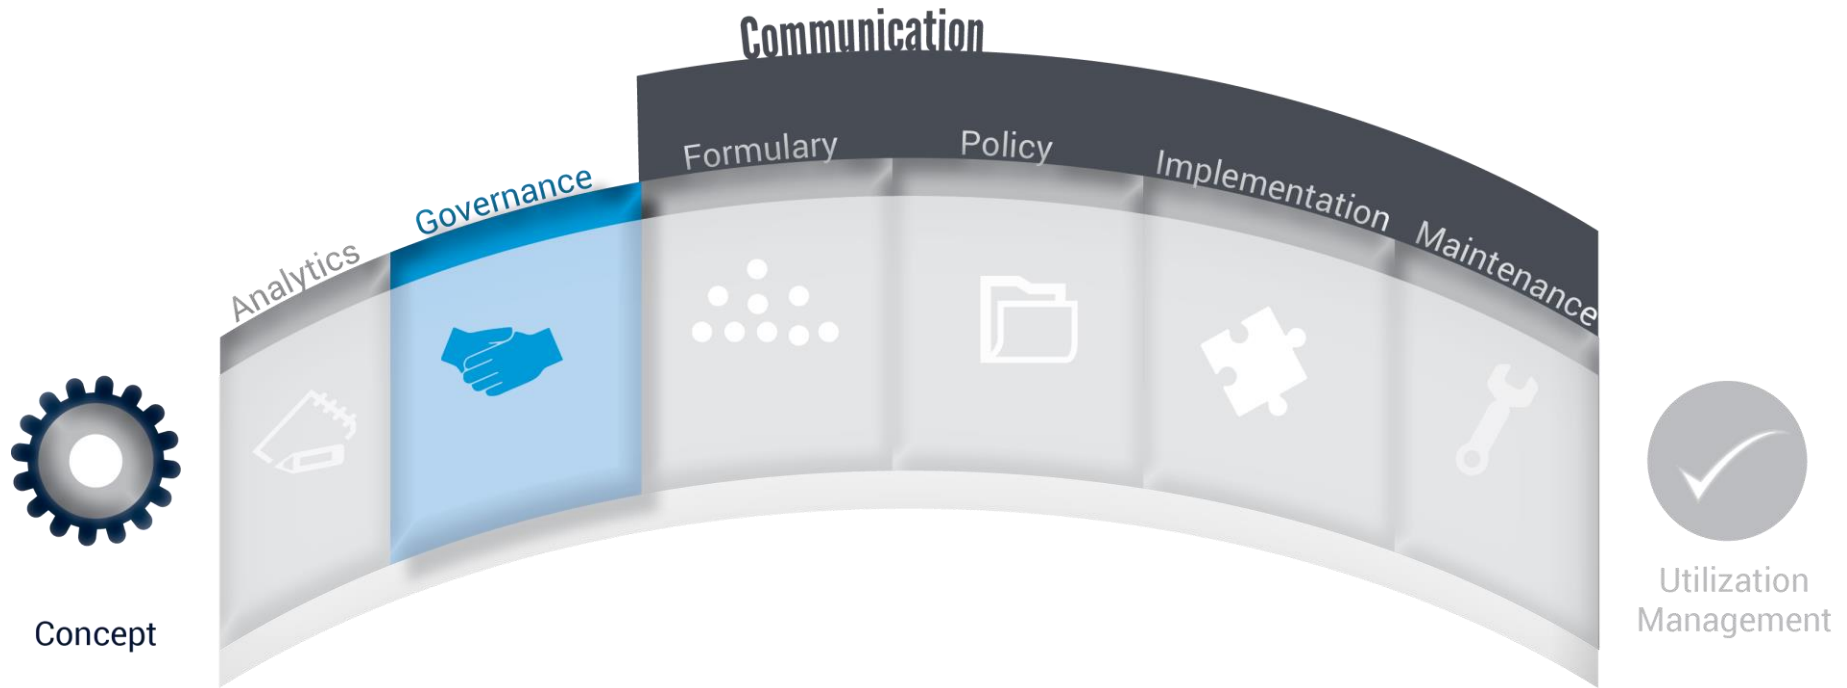 Communication
Analytics
Governance
Formulary
Policy
Implementation
Maintenance
Concept
Utilization
Management